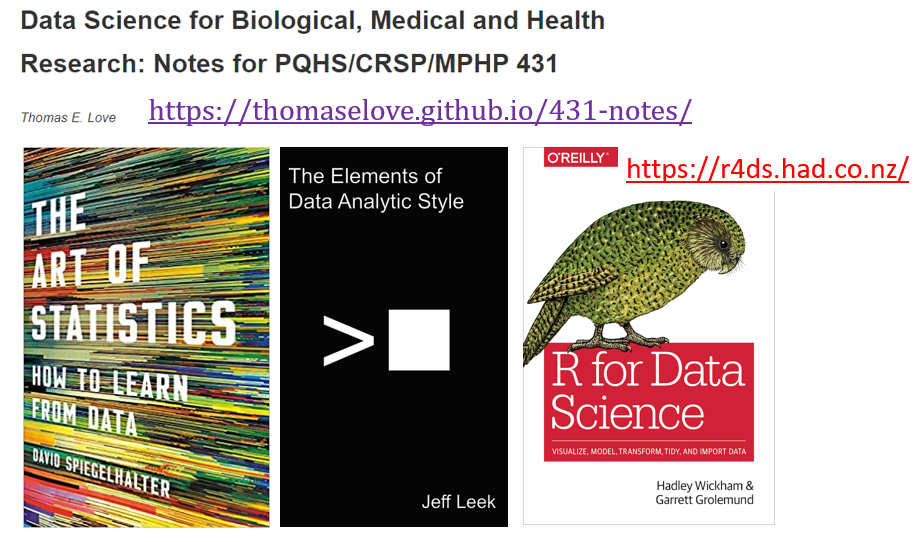 Data Science for Biological, Medical and Health
Research: Notes for PQHS/CRSP/MPHP 431
Thomas E. Love
https://thomaselove.github.io/431-notes/
THE
ART OF
STATISTICS
HOW TO LEARN
FROM DATA
DAVID SPIEGELHALTER
The Elements of
Data Analytic Style
>
Jeff Leek
O'REILLY®
https://r4ds.had.co.nz/
R for Data
Science
VISUALIZE, MODEL, TRANSFORM, TIDY, AND IMPORT DATA
Hadley Wickham &
Garrett Grolemund